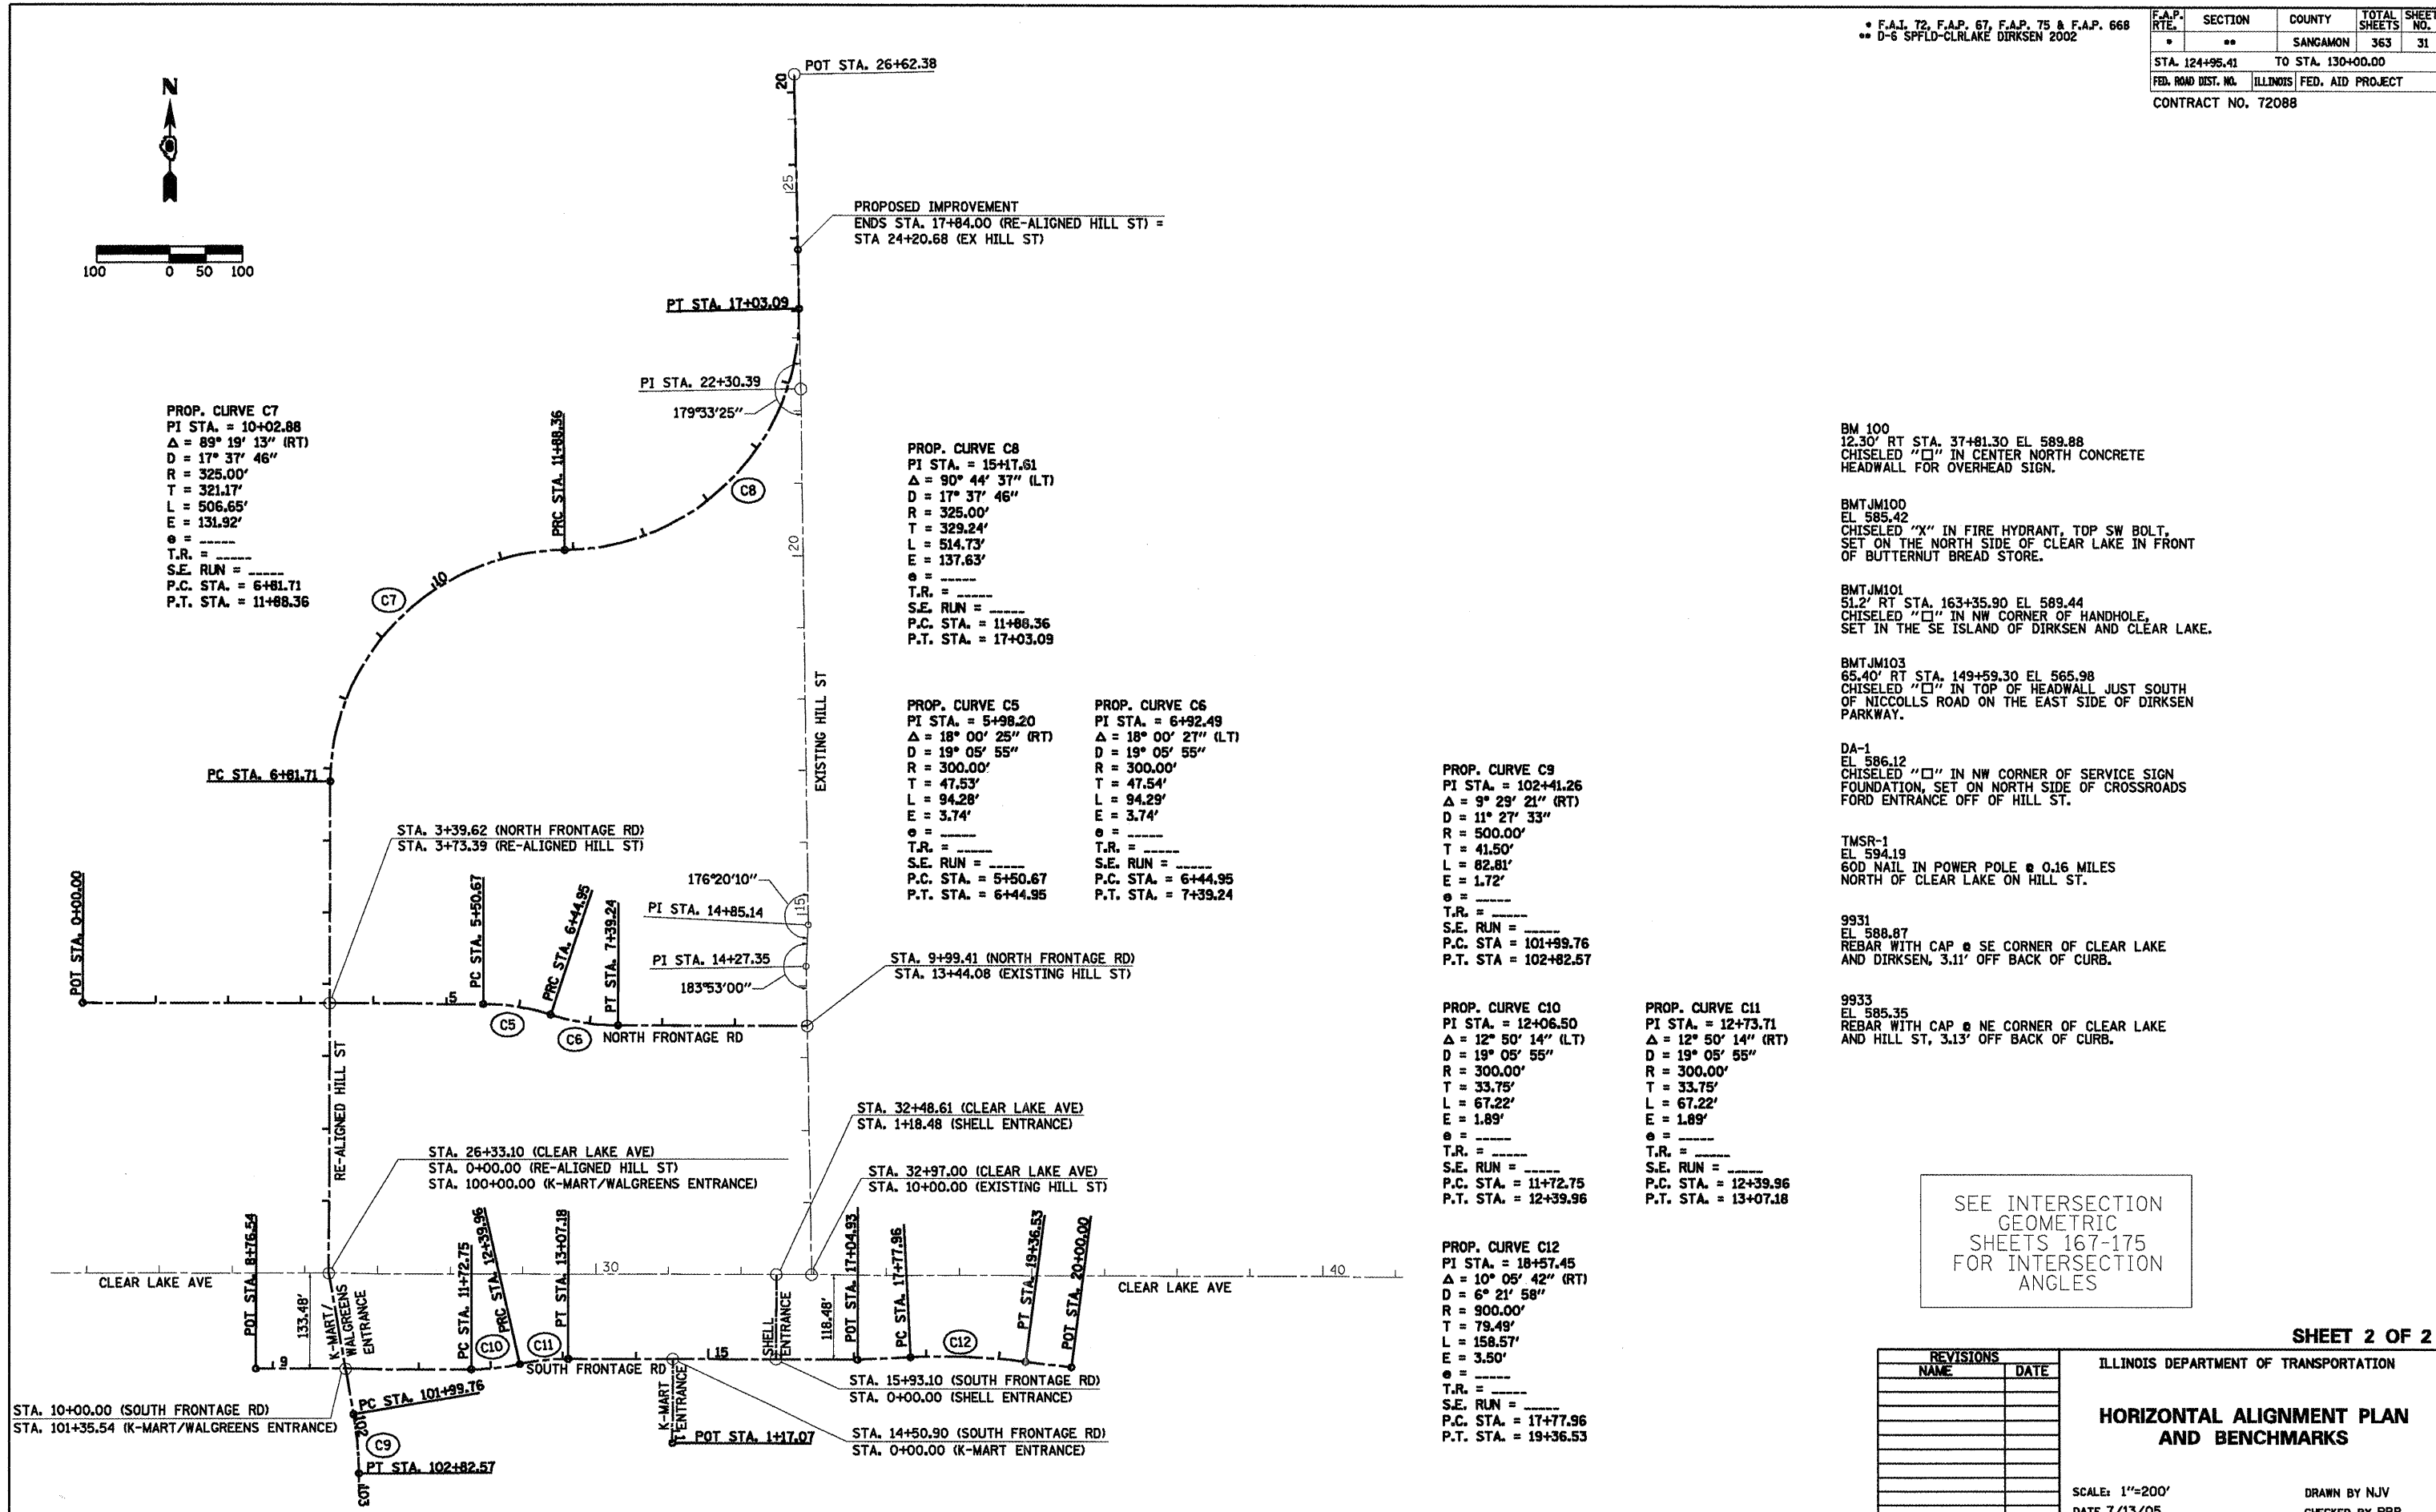 • F.A.I. 72, F.A.P. 67, F.A.P. 75 & F.A.P. 668
•• D-6 SPFLD-CLRLAKE DIRKSEN 2002
F.A.P. RTE. SECTION COUNTY TOTAL SHEETS SHEET NO.
• •• SANGAMON 363 31
STA. 124+95.41 TO STA. 130+00.00
FED. ROAD DIST. NO. ILLINOIS FED. AID PROJECT
CONTRACT NO. 72088
N
100 0 50 100
POT STA. 26+62.38
20
25
PROPOSED IMPROVEMENT
ENDS STA. 17+84.00 (RE-ALIGNED HILL ST) =
STA 24+20.68 (EX HILL ST)
PT STA. 17+03.09
PI STA. 22+30.39
179°33'25"
PROP. CURVE C7
PI STA. = 10+02.88
Δ = 89° 19' 13" (RT)
D = 17° 37' 46"
R = 325.00'
T = 321.17'
L = 506.65'
E = 131.92'
e = _____
T.R. = _____
S.E. RUN = _____
P.C. STA. = 6+81.71
P.T. STA. = 11+88.36
PRC STA. 11+88.36
C8
20
10
C7
PROP. CURVE C8
PI STA. = 15+17.61
Δ = 90° 44' 37" (LT)
D = 17° 37' 46"
R = 325.00'
T = 329.24'
L = 514.73'
E = 137.63'
e = _____
T.R. = _____
S.E. RUN = _____
P.C. STA. = 11+88.36
P.T. STA. = 17+03.09
EXISTING HILL ST
PROP. CURVE C5
PI STA. = 5+98.20
Δ = 18° 00' 25" (RT)
D = 19° 05' 55"
R = 300.00'
T = 47.53'
L = 94.28'
E = 3.74'
e = _____
T.R. = _____
S.E. RUN = _____
P.C. STA. = 5+50.67
P.T. STA. = 6+44.95
PROP. CURVE C6
PI STA. = 6+92.49
Δ = 18° 00' 27" (LT)
D = 19° 05' 55"
R = 300.00'
T = 47.54'
L = 94.29'
E = 3.74'
e = _____
T.R. = _____
S.E. RUN = _____
P.C. STA. = 6+44.95
P.T. STA. = 7+39.24
PC STA. 6+81.71
STA. 3+39.62 (NORTH FRONTAGE RD)
STA. 3+73.39 (RE-ALIGNED HILL ST)
POT STA. 0+00.00
5
PC STA. 5+50.67
PRC STA. 6+44.95
PT STA. 7+39.24
C5
C6
NORTH FRONTAGE RD
176°20'10"
PI STA. 14+85.14
15
PI STA. 14+27.35
183°53'00"
STA. 9+99.41 (NORTH FRONTAGE RD)
STA. 13+44.08 (EXISTING HILL ST)
RE-ALIGNED HILL ST
STA. 26+33.10 (CLEAR LAKE AVE)
STA. 0+00.00 (RE-ALIGNED HILL ST)
STA. 100+00.00 (K-MART/WALGREENS ENTRANCE)
STA. 32+48.61 (CLEAR LAKE AVE)
STA. 1+18.48 (SHELL ENTRANCE)
STA. 32+97.00 (CLEAR LAKE AVE)
STA. 10+00.00 (EXISTING HILL ST)
CLEAR LAKE AVE
30
40
CLEAR LAKE AVE
POT STA. 8+76.54
133.48'
K-MART/
WALGREENS
ENTRANCE
PC STA. 11+72.75
PRC STA. 12+39.96
PT STA. 13+07.18
C10
C11
9
SOUTH FRONTAGE RD
15
SHELL
ENTRANCE
118.48'
POT STA. 17+04.93
PC STA. 17+77.96
C12
PT STA. 19+36.53
POT STA. 20+00.00
K-MART
ENTRANCE
1
POT STA. 1+17.07
STA. 15+93.10 (SOUTH FRONTAGE RD)
STA. 0+00.00 (SHELL ENTRANCE)
STA. 14+50.90 (SOUTH FRONTAGE RD)
STA. 0+00.00 (K-MART ENTRANCE)
PC STA. 101+99.76
STA. 10+00.00 (SOUTH FRONTAGE RD)
STA. 101+35.54 (K-MART/WALGREENS ENTRANCE)
102
C9
PT STA. 102+82.57
103
PROP. CURVE C9
PI STA. = 102+41.26
Δ = 9° 29' 21" (RT)
D = 11° 27' 33"
R = 500.00'
T = 41.50'
L = 82.81'
E = 1.72'
e = _____
T.R. = _____
S.E. RUN = _____
P.C. STA = 101+99.76
P.T. STA = 102+82.57
PROP. CURVE C10
PI STA. = 12+06.50
Δ = 12° 50' 14" (LT)
D = 19° 05' 55"
R = 300.00'
T = 33.75'
L = 67.22'
E = 1.89'
e = _____
T.R. = _____
S.E. RUN = _____
P.C. STA. = 11+72.75
P.T. STA. = 12+39.96
PROP. CURVE C11
PI STA. = 12+73.71
Δ = 12° 50' 14" (RT)
D = 19° 05' 55"
R = 300.00'
T = 33.75'
L = 67.22'
E = 1.89'
e = _____
T.R. = _____
S.E. RUN = _____
P.C. STA. = 12+39.96
P.T. STA. = 13+07.18
PROP. CURVE C12
PI STA. = 18+57.45
Δ = 10° 05' 42" (RT)
D = 6° 21' 58"
R = 900.00'
T = 79.49'
L = 158.57'
E = 3.50'
e = _____
T.R. = _____
S.E. RUN = _____
P.C. STA. = 17+77.96
P.T. STA. = 19+36.53
BM 100
12.30' RT STA. 37+81.30 EL 589.88
CHISELED "□" IN CENTER NORTH CONCRETE
HEADWALL FOR OVERHEAD SIGN.
BMTJM100
EL 585.42
CHISELED "X" IN FIRE HYDRANT, TOP SW BOLT,
SET ON THE NORTH SIDE OF CLEAR LAKE IN FRONT
OF BUTTERNUT BREAD STORE.
BMTJM101
51.2' RT STA. 163+35.90 EL 589.44
CHISELED "□" IN NW CORNER OF HANDHOLE,
SET IN THE SE ISLAND OF DIRKSEN AND CLEAR LAKE.
BMTJM103
65.40' RT STA. 149+59.30 EL 565.98
CHISELED "□" IN TOP OF HEADWALL JUST SOUTH
OF NICCOLLS ROAD ON THE EAST SIDE OF DIRKSEN
PARKWAY.
DA-1
EL 586.12
CHISELED "□" IN NW CORNER OF SERVICE SIGN
FOUNDATION, SET ON NORTH SIDE OF CROSSROADS
FORD ENTRANCE OFF OF HILL ST.
TMSR-1
EL 594.19
60D NAIL IN POWER POLE @ 0.16 MILES
NORTH OF CLEAR LAKE ON HILL ST.
9931
EL 588.87
REBAR WITH CAP @ SE CORNER OF CLEAR LAKE
AND DIRKSEN, 3.11' OFF BACK OF CURB.
9933
EL 585.35
REBAR WITH CAP @ NE CORNER OF CLEAR LAKE
AND HILL ST, 3.13' OFF BACK OF CURB.
SEE INTERSECTION
GEOMETRIC
SHEETS 167-175
FOR INTERSECTION
ANGLES
SHEET 2 OF 2
REVISIONS
NAME DATE
ILLINOIS DEPARTMENT OF TRANSPORTATION
HORIZONTAL ALIGNMENT PLAN
AND BENCHMARKS
SCALE: 1"=200'
DRAWN BY NJV